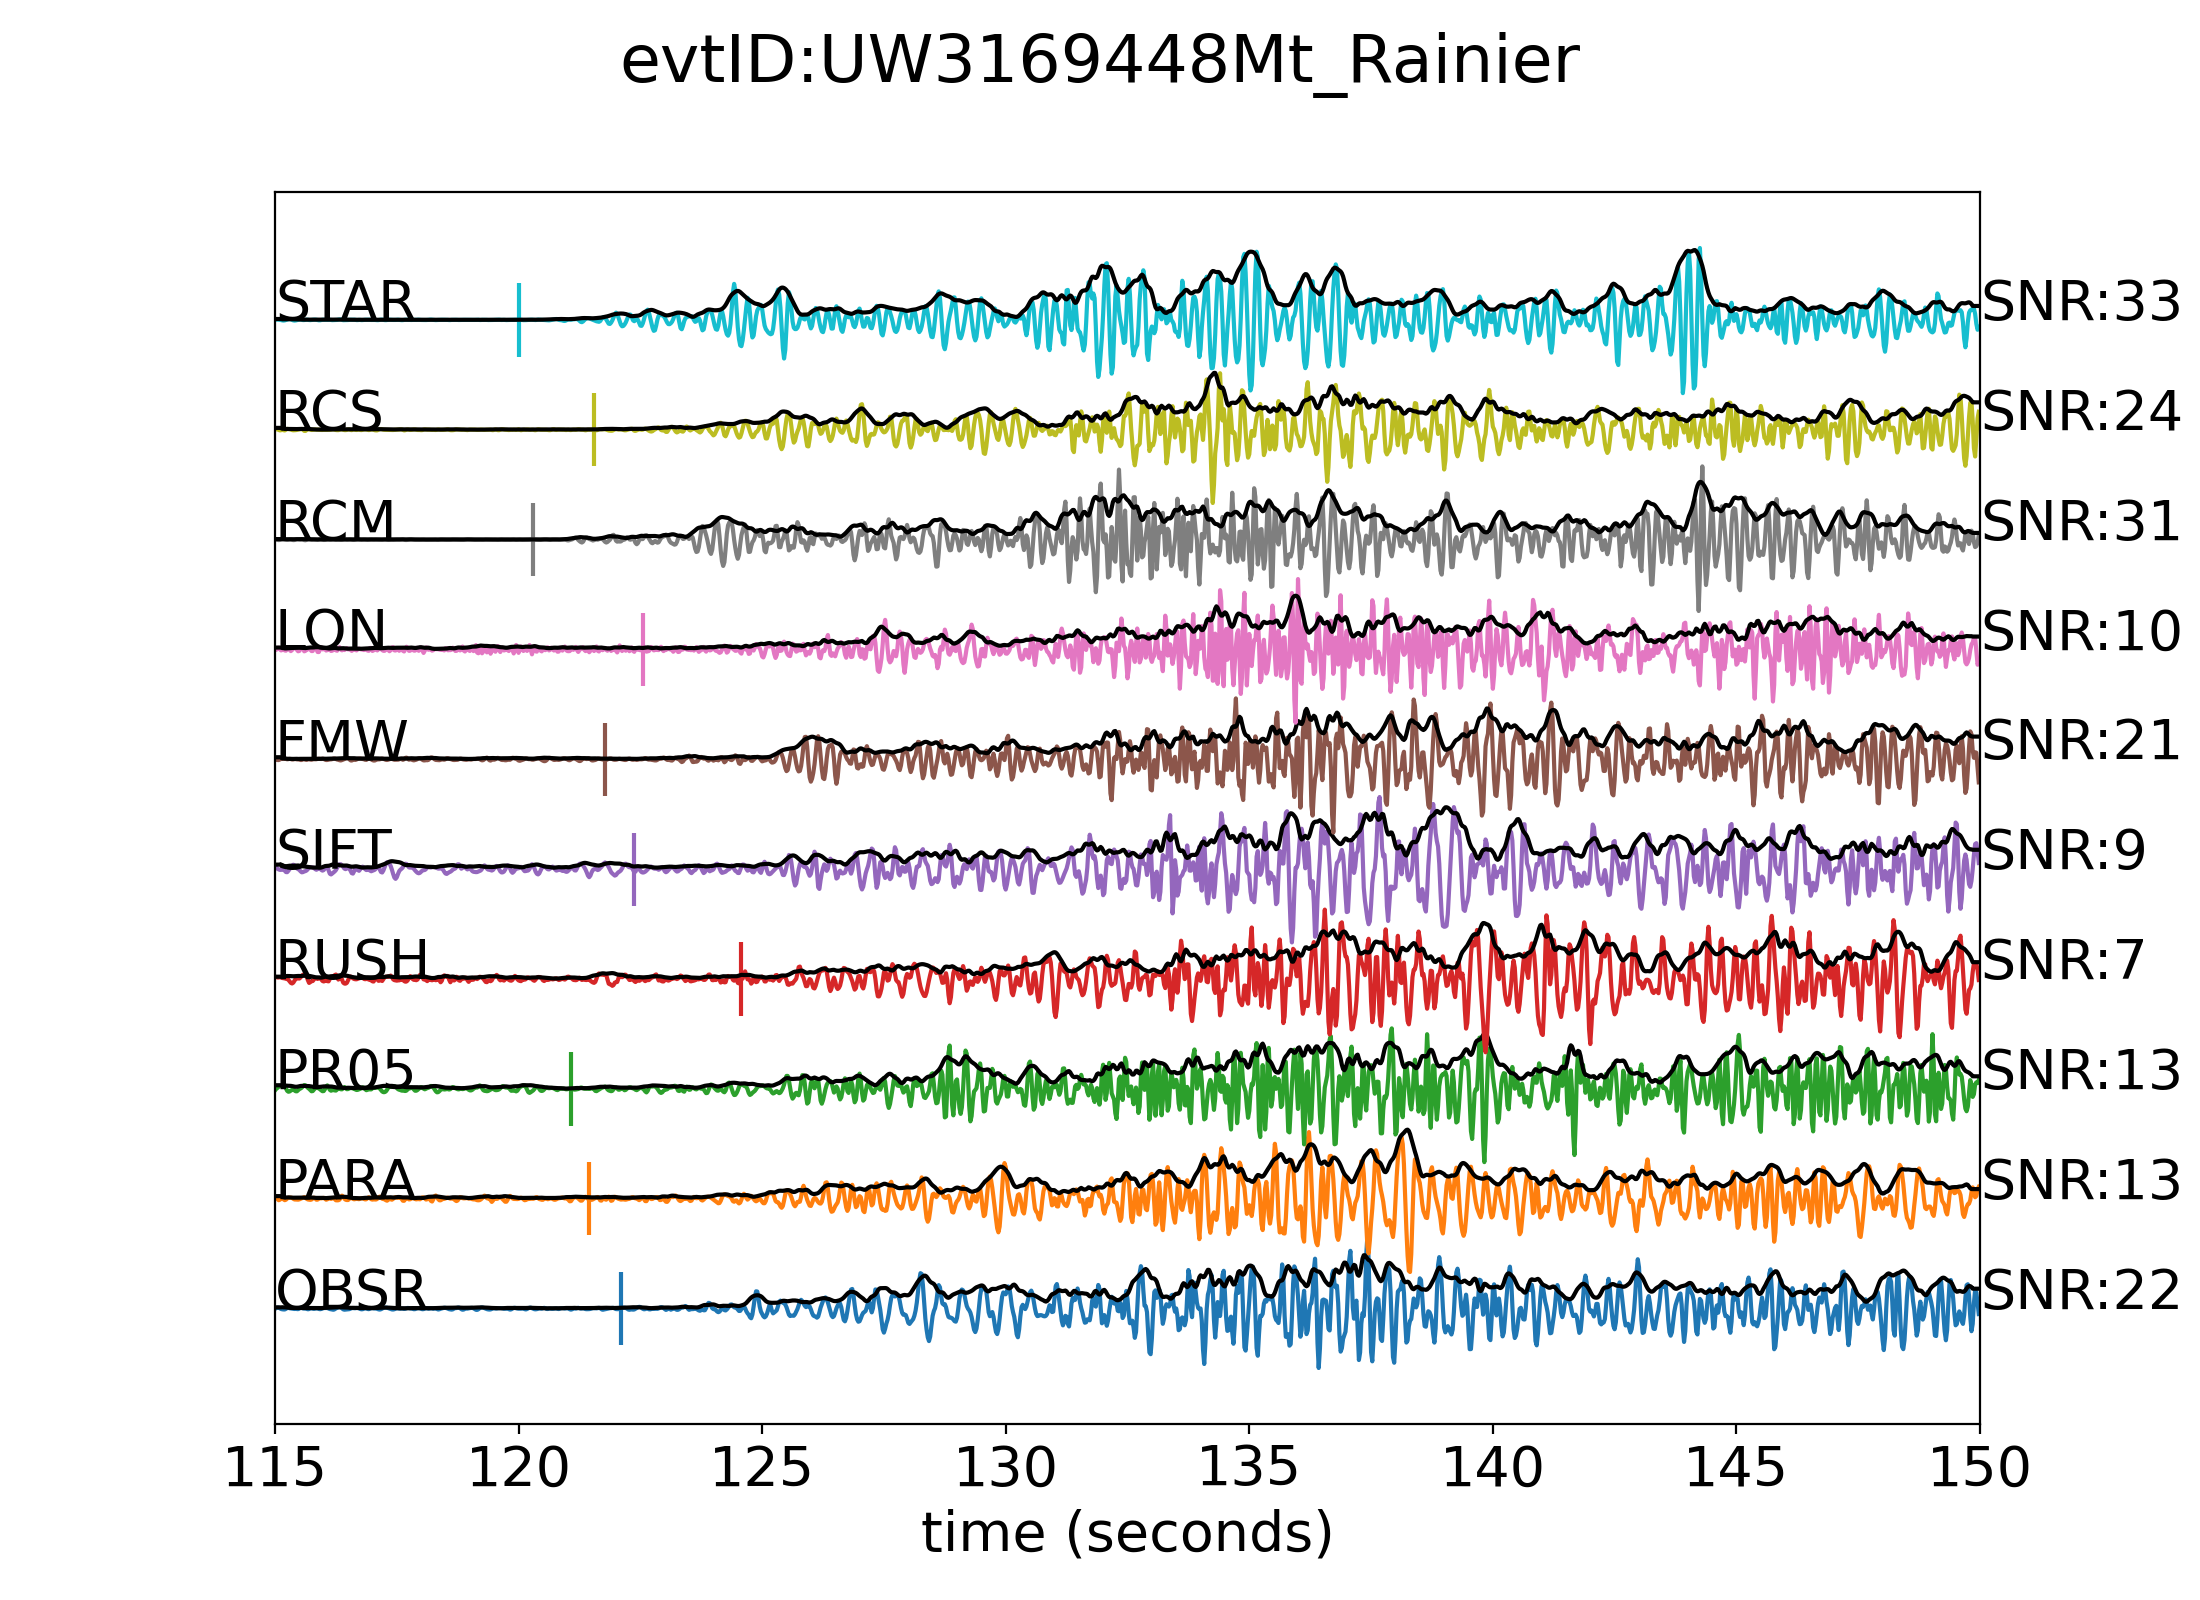 evtID:UW3169448Mt_Rainier
STAR SNR:33
RCS SNR:24
RCM SNR:31
LON SNR:10
FMW SNR:21
SIFT SNR:9
RUSH SNR:7
PR05 SNR:13
PARA SNR:13
OBSR SNR:22
115 120 125 130 135 140 145 150
time (seconds)